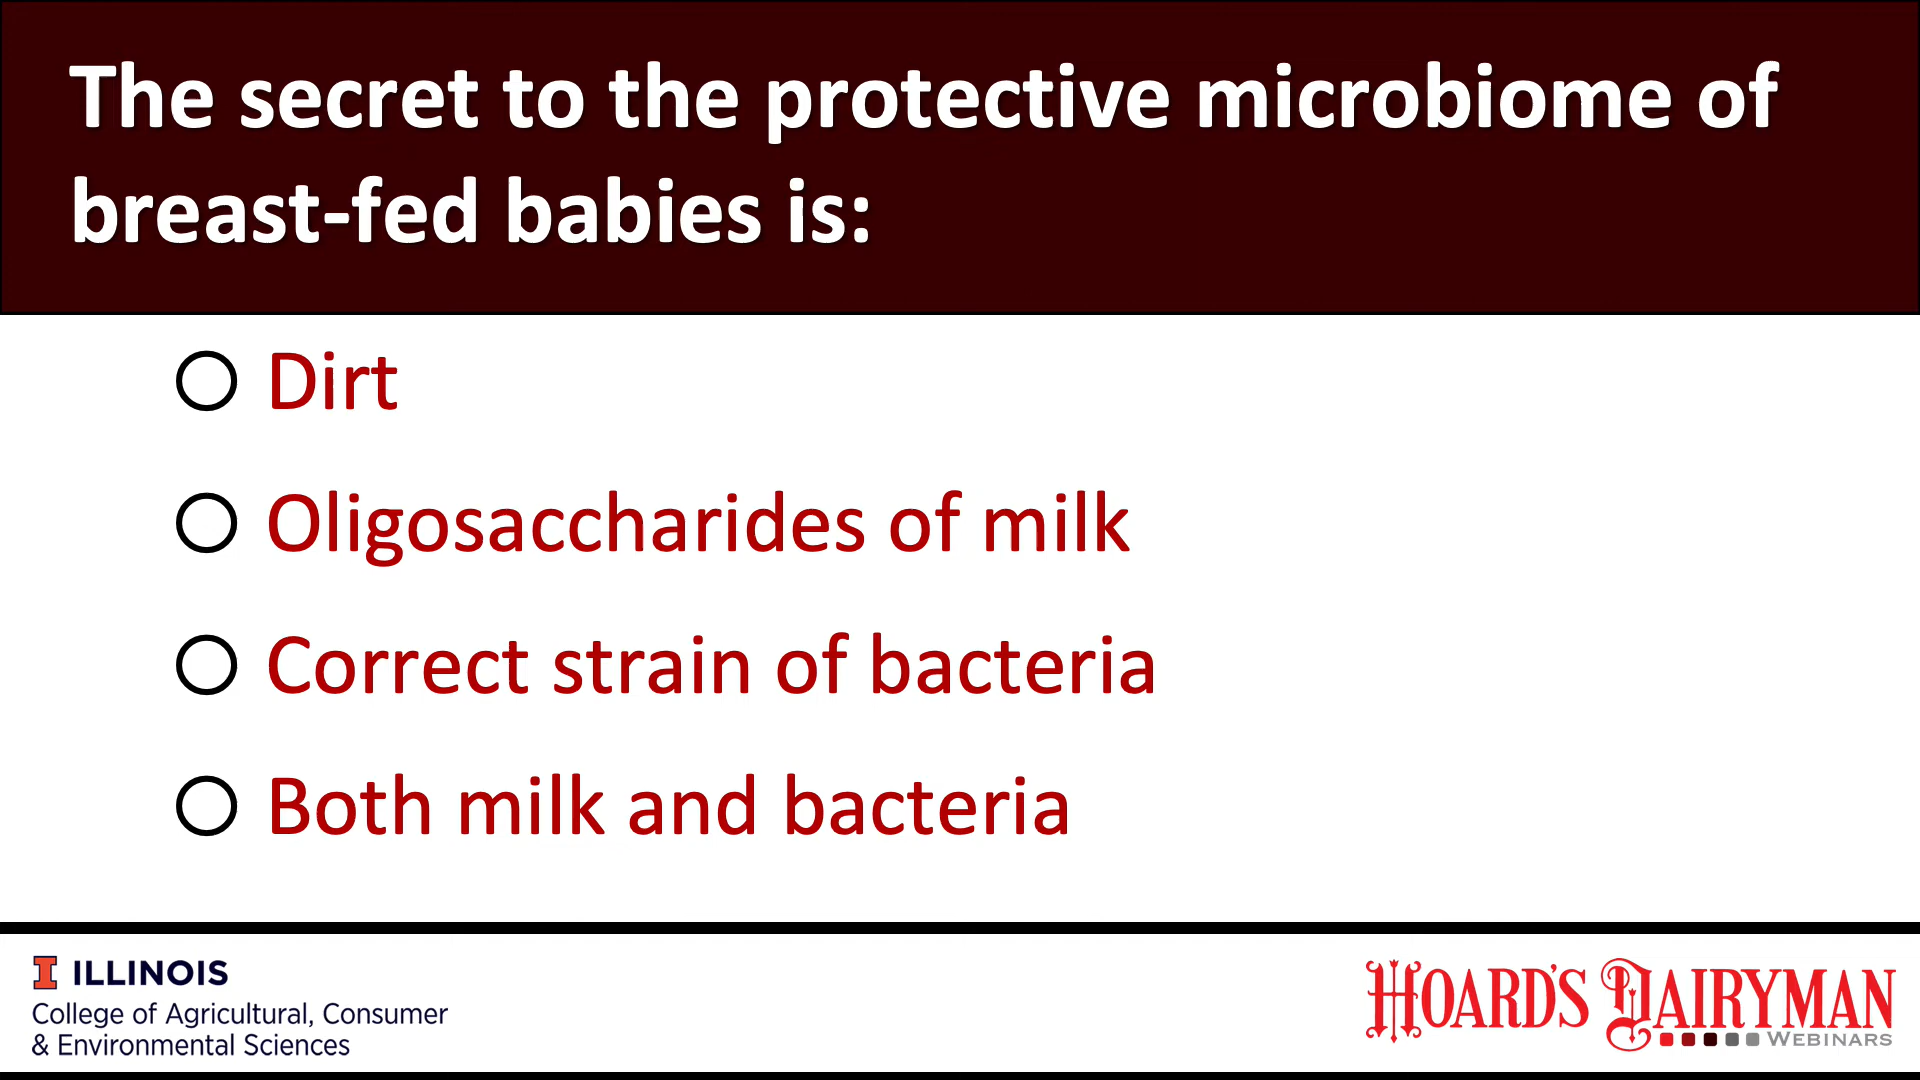 The secret to the protective microbiome of
breast-fed babies is:
Dirt
Oligosaccharides of milk
Correct strain of bacteria
Both milk and bacteria
I ILLINOIS
College of Agricultural, Consumer
& Environmental Sciences
HOARD'S DAIRYMAN
WEBINARS